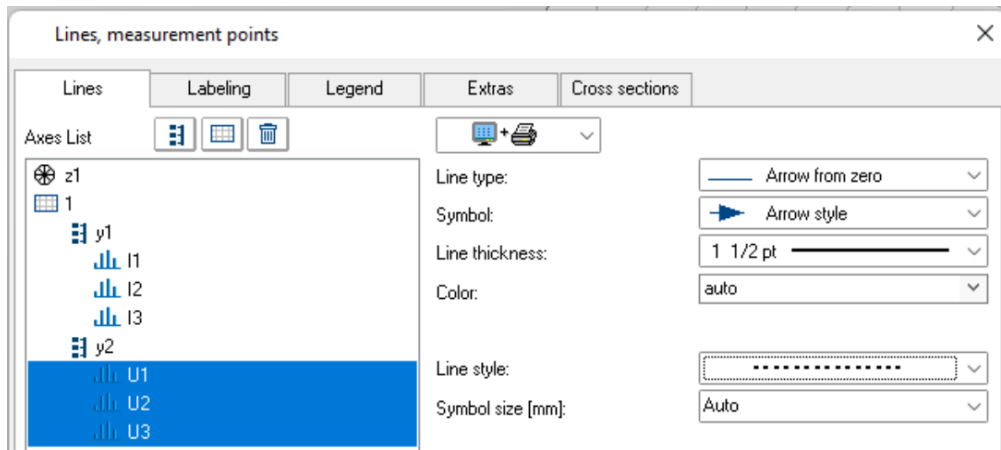 Lines, measurement points
Lines Labeling Legend Extras Cross sections
Axes List
z1
1
y1
I1
I2
I3
y2
U1
U2
U3
Line type: Arrow from zero
Symbol: Arrow style
Line thickness: 1 1/2 pt
Color: auto
Line style:
Symbol size [mm]: Auto